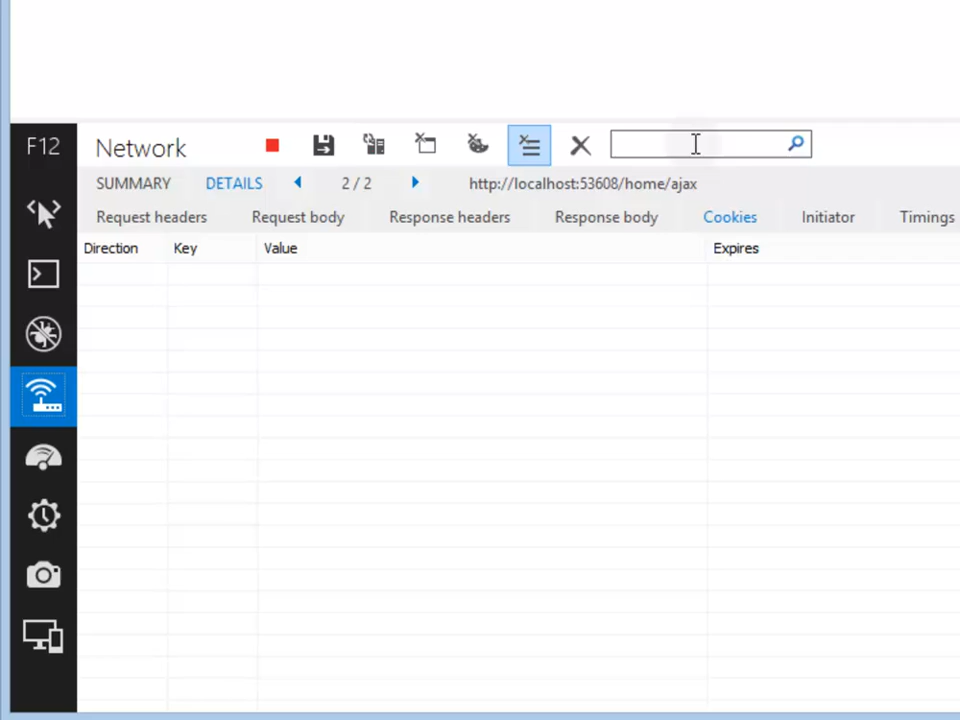 F12
Network
SUMMARY DETAILS 2 / 2 http://localhost:53608/home/ajax
Request headers Request body Response headers Response body Cookies Initiator Timings
Direction Key Value Expires